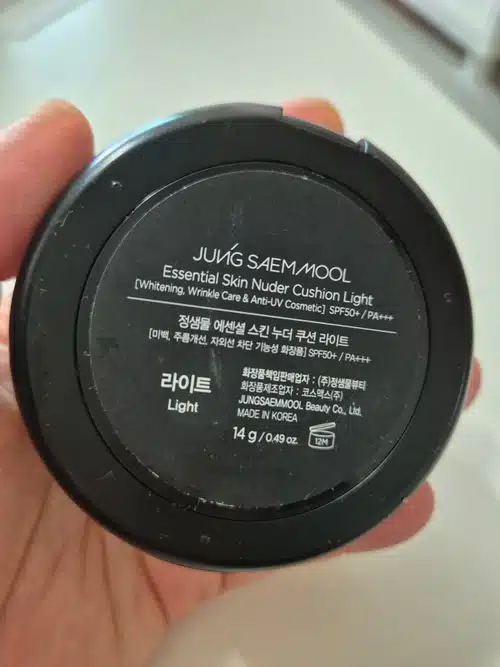 JUNG SAEMMOOL
Essential Skin Nuder Cushion Light
[Whitening, Wrinkle Care & Anti-UV Cosmetic] SPF50+ / PA+++
정샘물 에센셜 스킨 누더 쿠션 라이트
[미백, 주름개선, 자외선 차단 기능성 화장품] SPF50+ / PA+++
라이트
Light
화장품책임판매업자 : (주)정샘물뷰티
화장품제조업자 : 코스맥스(주)
JUNGSAEMMOOL Beauty Co., Ltd.
MADE IN KOREA
14 g / 0.49 oz.
12M